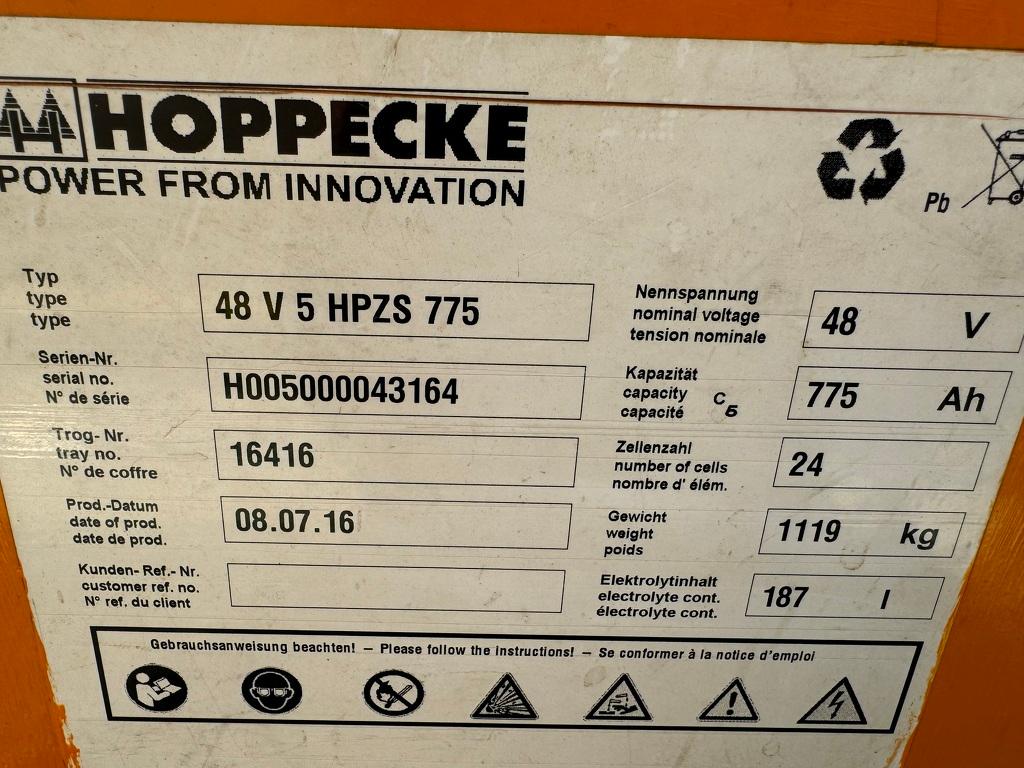 HOPPECKE
POWER FROM INNOVATION
Pb
Typ
type
type
48 V 5 HPZS 775
Nennspannung
nominal voltage
tension nominale
48 V
Serien-Nr.
serial no.
N° de série
H005000043164
Kapazität
capacity C5
capacité
775 Ah
Trog- Nr.
tray no.
N° de coffre
16416
Zellenzahl
number of cells
nombre d' élém.
24
Prod.-Datum
date of prod.
date de prod.
08.07.16
Gewicht
weight
poids
1119 kg
Kunden- Ref.- Nr.
customer ref. no.
N° ref. du client
Elektrolytinhalt
electrolyte cont.
électrolyte cont.
187 l
Gebrauchsanweisung beachten! – Please follow the instructions! – Se conformer à la notice d'emploi